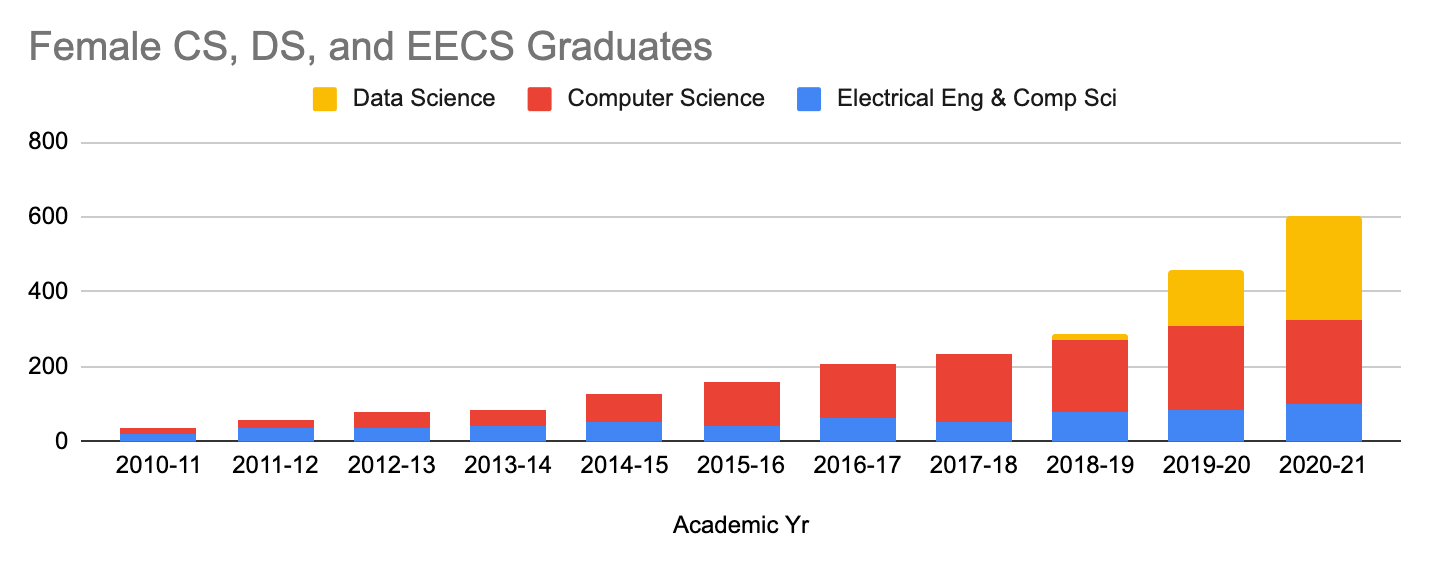 Female CS, DS, and EECS Graduates
Data Science Computer Science Electrical Eng & Comp Sci
800
600
400
200
0
2010-11 2011-12 2012-13 2013-14 2014-15 2015-16 2016-17 2017-18 2018-19 2019-20 2020-21
Academic Yr